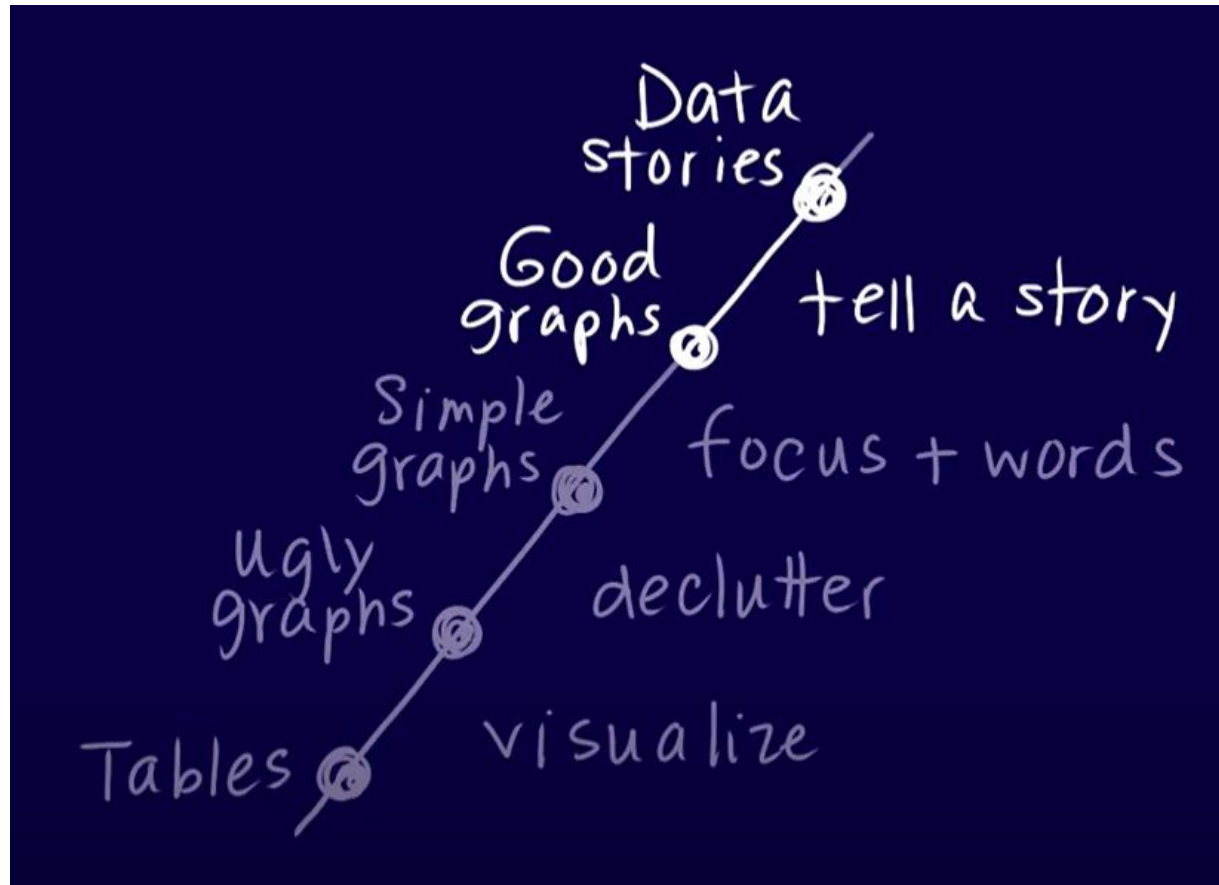 Data
stories
Good
graphs
tell a story
Simple
graphs
focus + words
Ugly
graphs
declutter
Tables
visualize